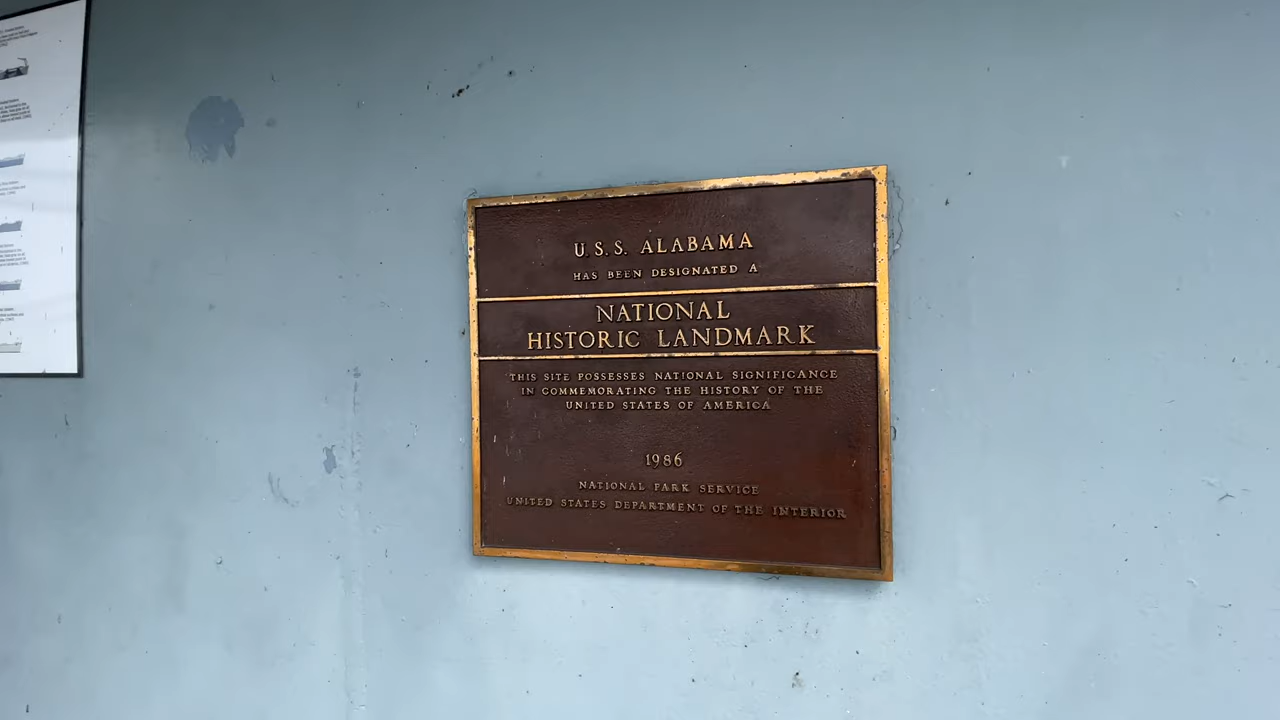 U.S.S. ALABAMA
HAS BEEN DESIGNATED A
NATIONAL
HISTORIC LANDMARK
THIS SITE POSSESSES NATIONAL SIGNIFICANCE
IN COMMEMORATING THE HISTORY OF THE
UNITED STATES OF AMERICA
1986
NATIONAL PARK SERVICE
UNITED STATES DEPARTMENT OF THE INTERIOR